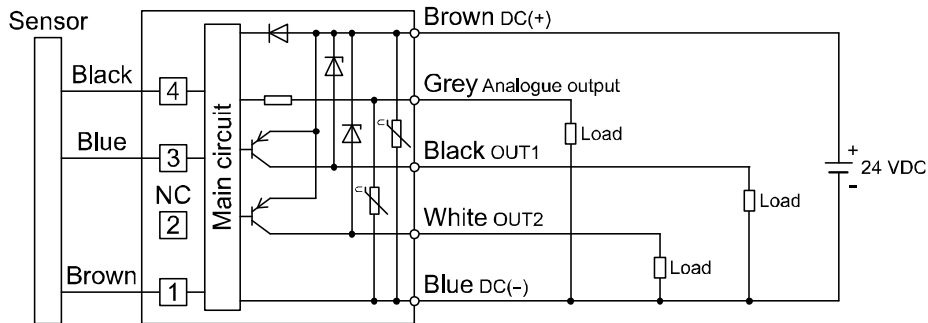 Sensor
Brown DC(+)
Black
4
Grey Analogue output
Load
Blue
3
Main circuit
Black OUT1
+
24 VDC
-
NC
2
White OUT2
Load
Load
Brown
1
Blue DC(–)
U
U